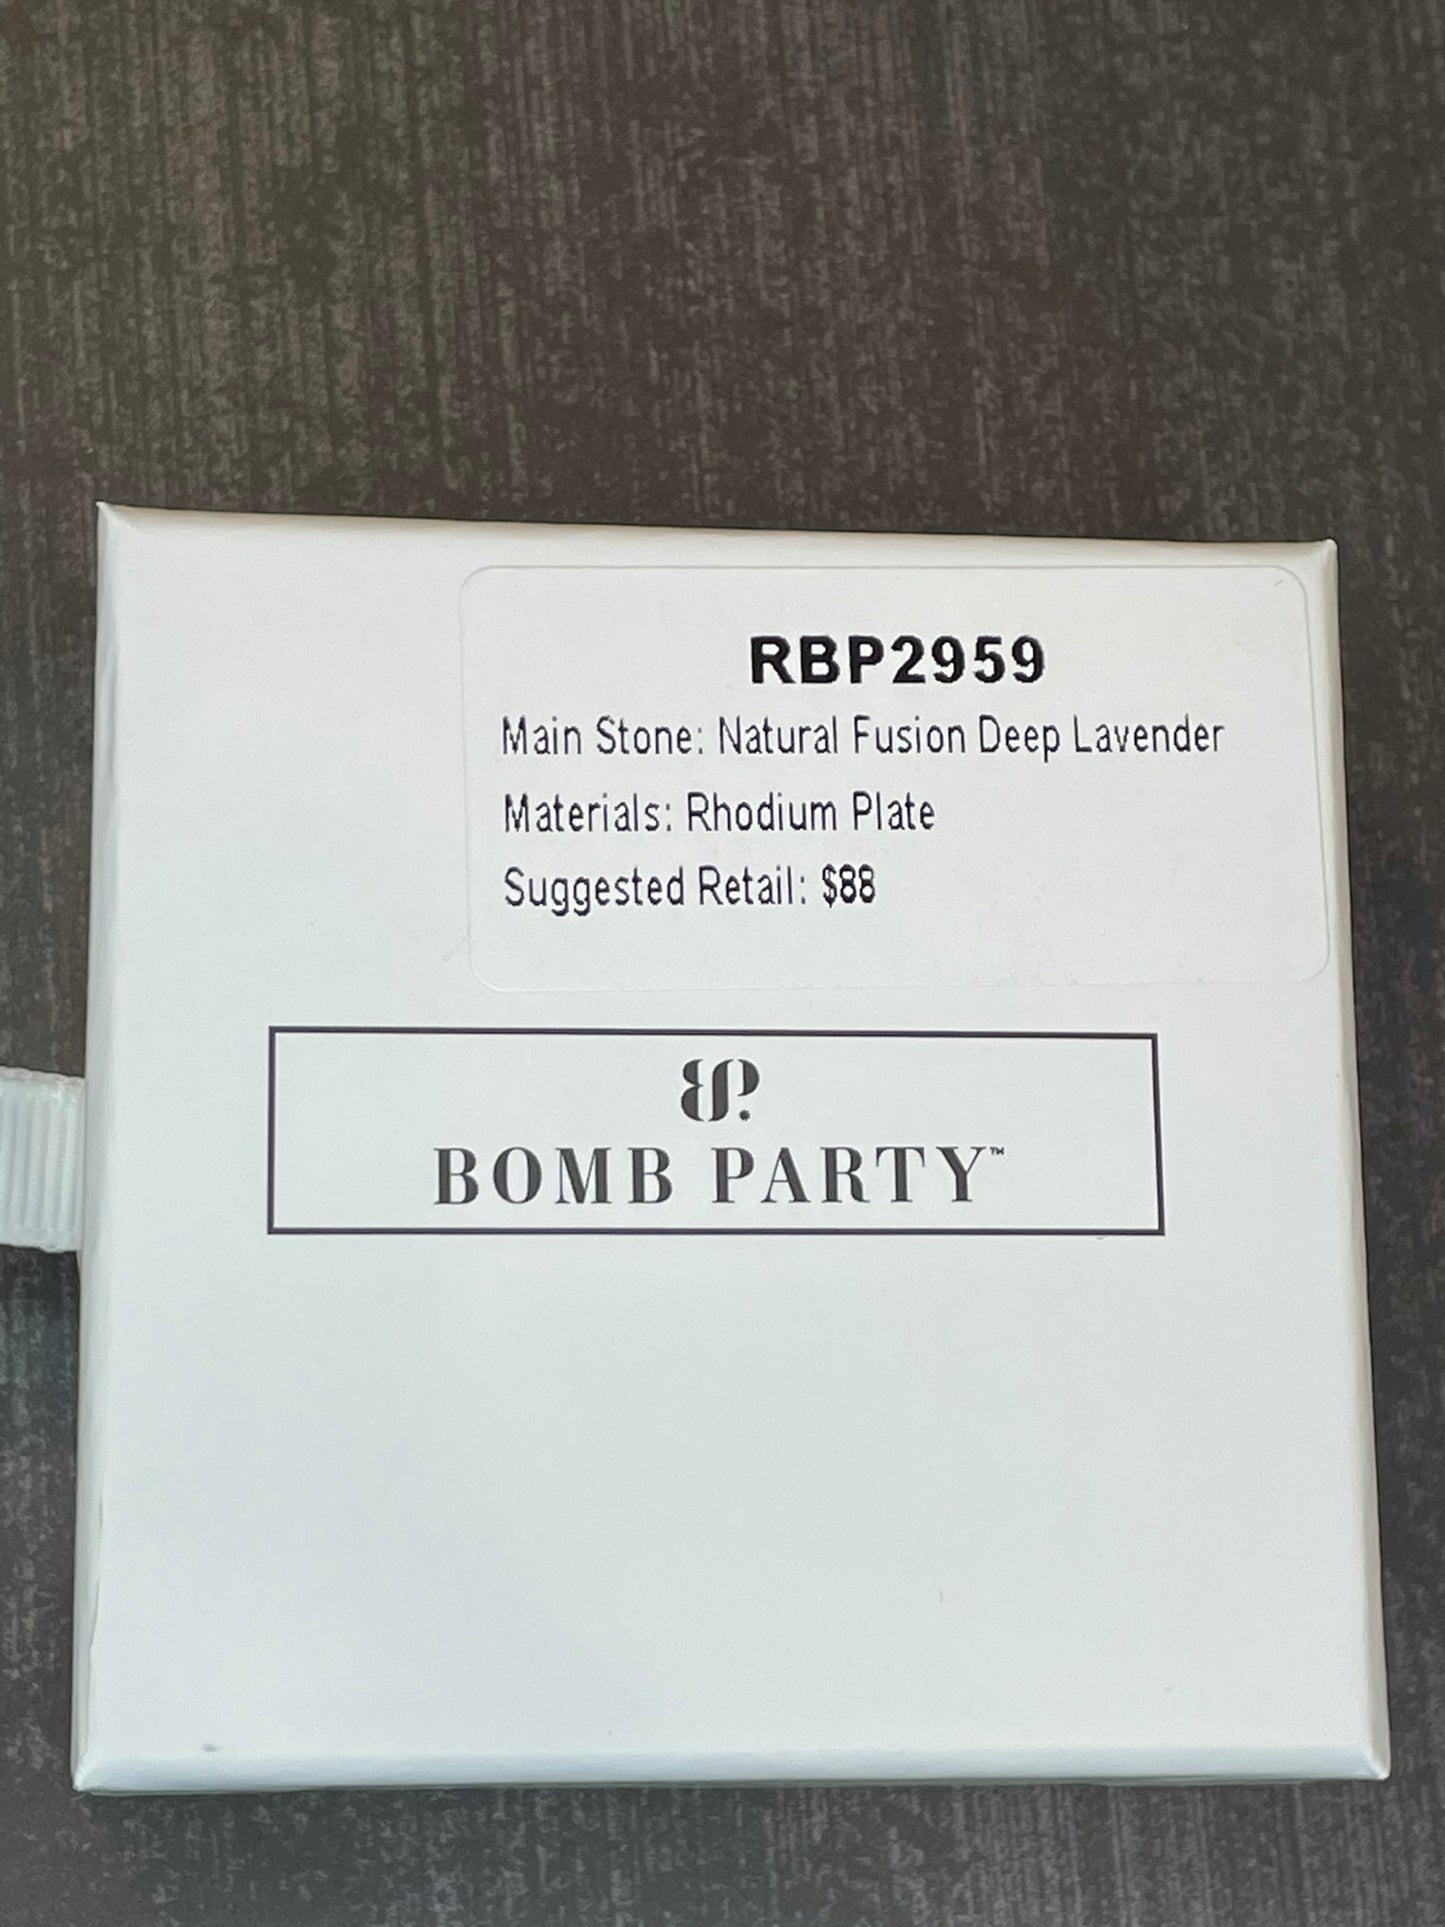 RBP2959
Main Stone: Natural Fusion Deep Lavender
Materials: Rhodium Plate
Suggested Retail: $88
BP.
BOMB PARTY™